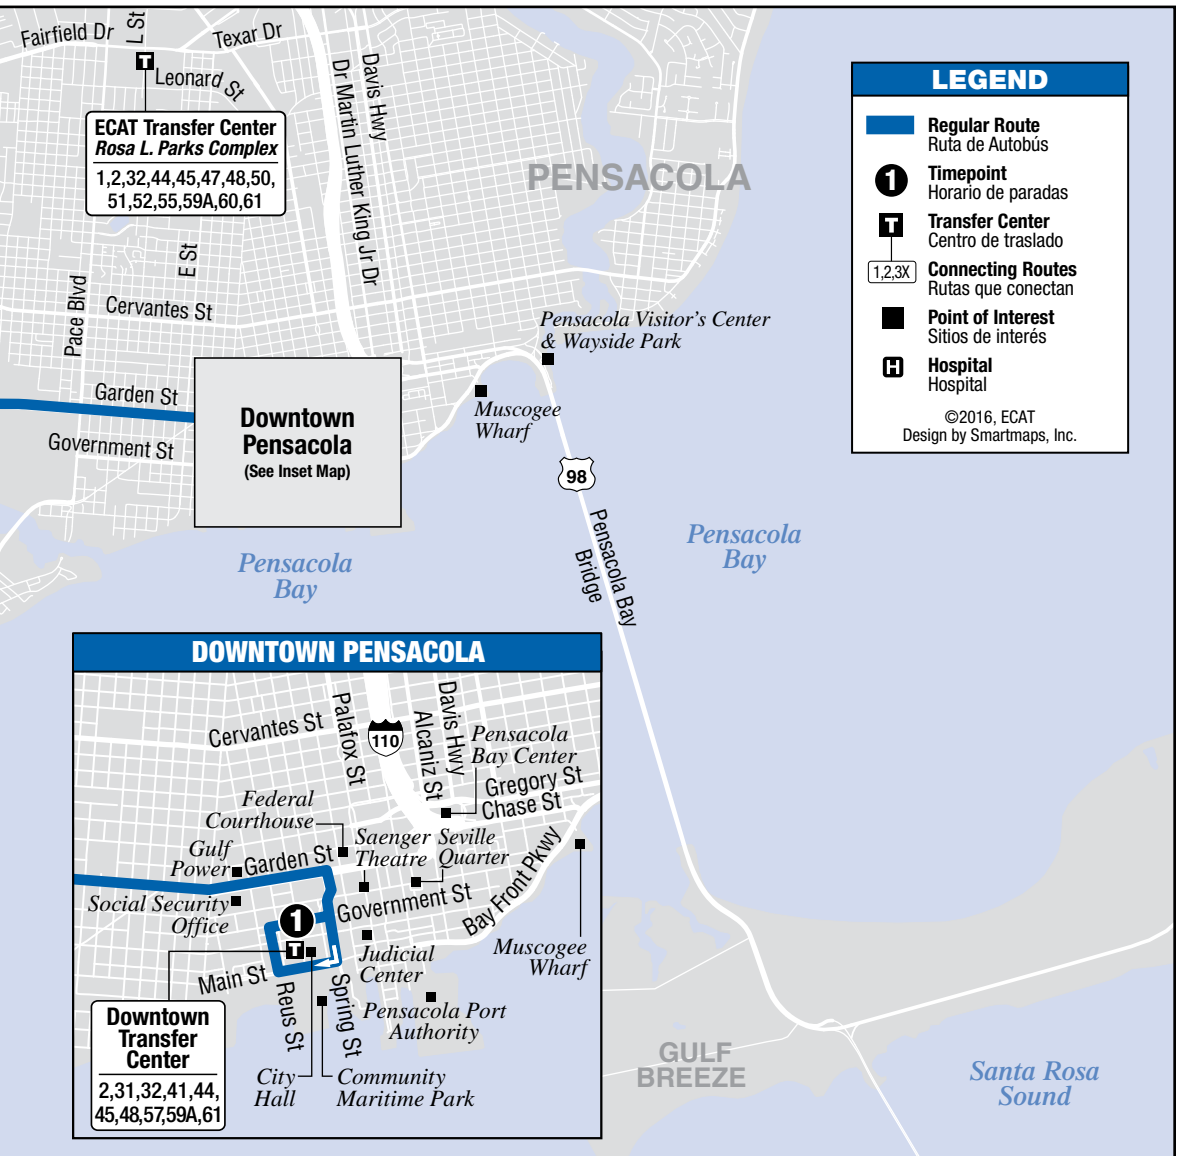 Fairfield Dr
L St
Texar Dr
Leonard St
Davis Hwy
Dr Martin Luther King Jr Dr
ECAT Transfer Center
Rosa L. Parks Complex
1,2,32,44,45,47,48,50,
51,52,55,59A,60,61
PENSACOLA
E St
Pace Blvd
Cervantes St
Garden St
Government St
Downtown
Pensacola
(See Inset Map)
Pensacola Visitor's Center
& Wayside Park
Muscogee
Wharf
98
Pensacola Bay
Bridge
Pensacola
Bay
Pensacola
Bay
LEGEND
Regular Route
Ruta de Autobús
1
Timepoint
Horario de paradas
T
Transfer Center
Centro de traslado
1,2,3X
Connecting Routes
Rutas que conectan
Point of Interest
Sitios de interés
H
Hospital
Hospital
©2016, ECAT
Design by Smartmaps, Inc.
T
DOWNTOWN PENSACOLA
Cervantes St
Palafox St
110
Alcaniz St
Davis Hwy
Pensacola
Bay Center
Gregory St
Chase St
Federal
Courthouse
Gulf
Power
Garden St
Saenger
Theatre
Seville
Quarter
Social Security
Office
1
T
Government St
Bay Front Pkwy
Muscogee
Wharf
Judicial
Center
Main St
Reus St
Spring St
Pensacola Port
Authority
Downtown
Transfer
Center
2,31,32,41,44,
45,48,57,59A,61
City
Hall
Community
Maritime Park
GULF
BREEZE
Santa Rosa
Sound